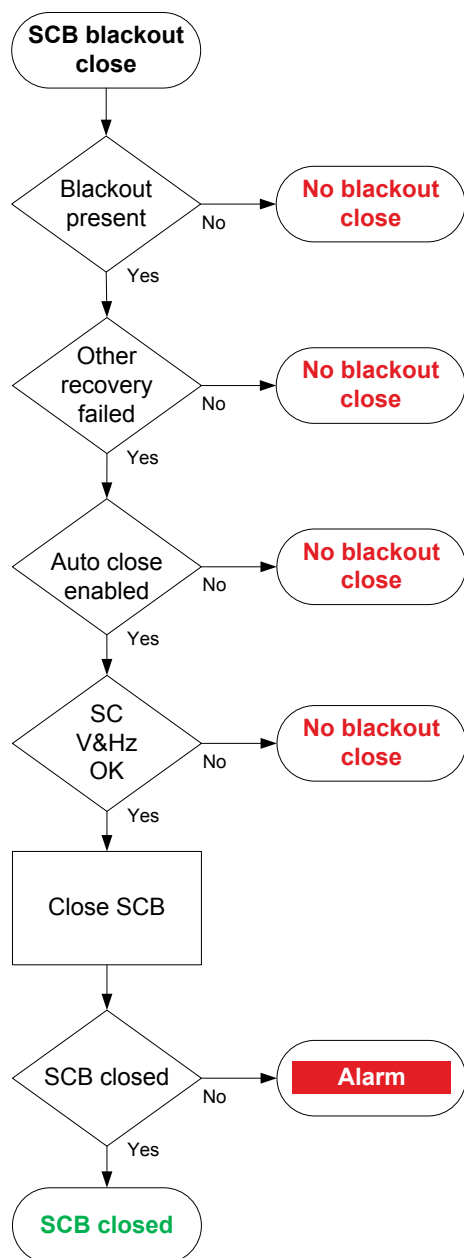 SCB blackout
close
Blackout
present
No
No blackout
close
Yes
Other
recovery
failed
No
No blackout
close
Yes
Auto close
enabled
No
No blackout
close
Yes
SC
V&Hz
OK
No
No blackout
close
Yes
Close SCB
SCB closed
No
Alarm
Yes
SCB closed